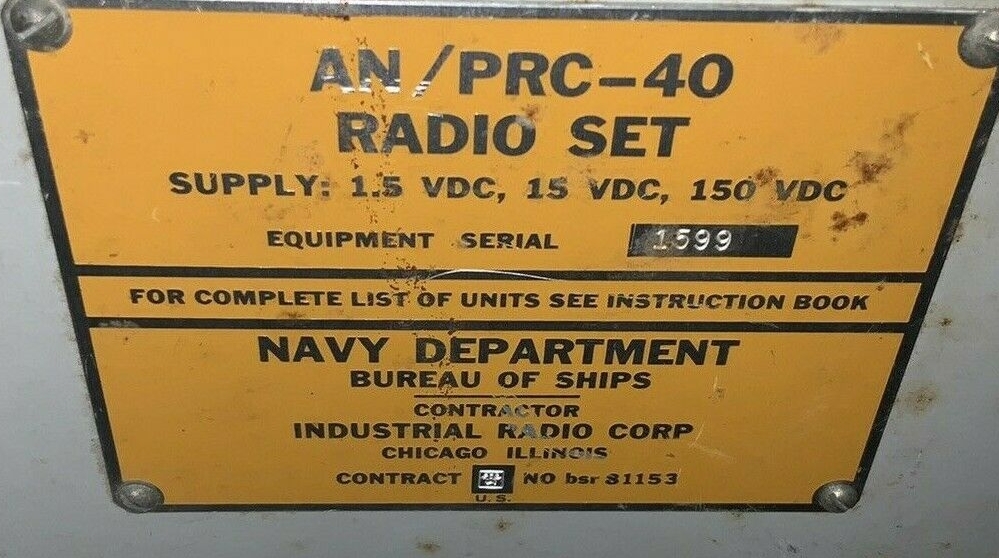 AN/PRC-40
RADIO SET
SUPPLY: 1.5 VDC, 15 VDC, 150 VDC
EQUIPMENT SERIAL 1599
FOR COMPLETE LIST OF UNITS SEE INSTRUCTION BOOK
NAVY DEPARTMENT
BUREAU OF SHIPS
CONTRACTOR
INDUSTRIAL RADIO CORP
CHICAGO ILLINOIS
CONTRACT NO bsr 81153
U.S.